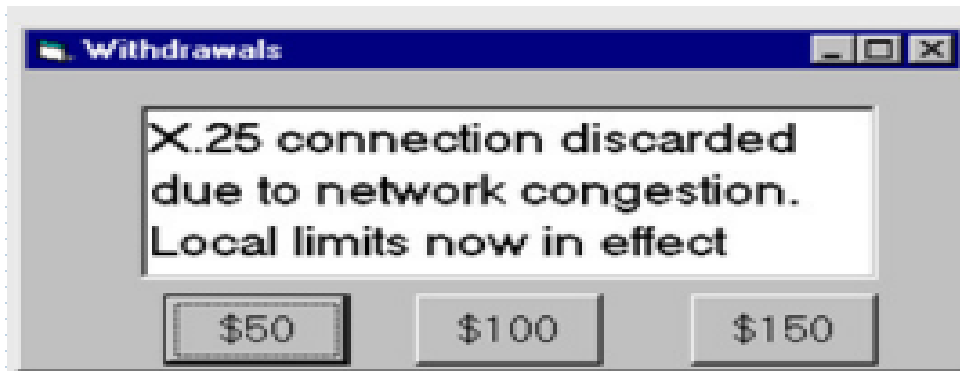 Withdrawals
X.25 connection discarded
due to network congestion.
Local limits now in effect
$50 $100 $150